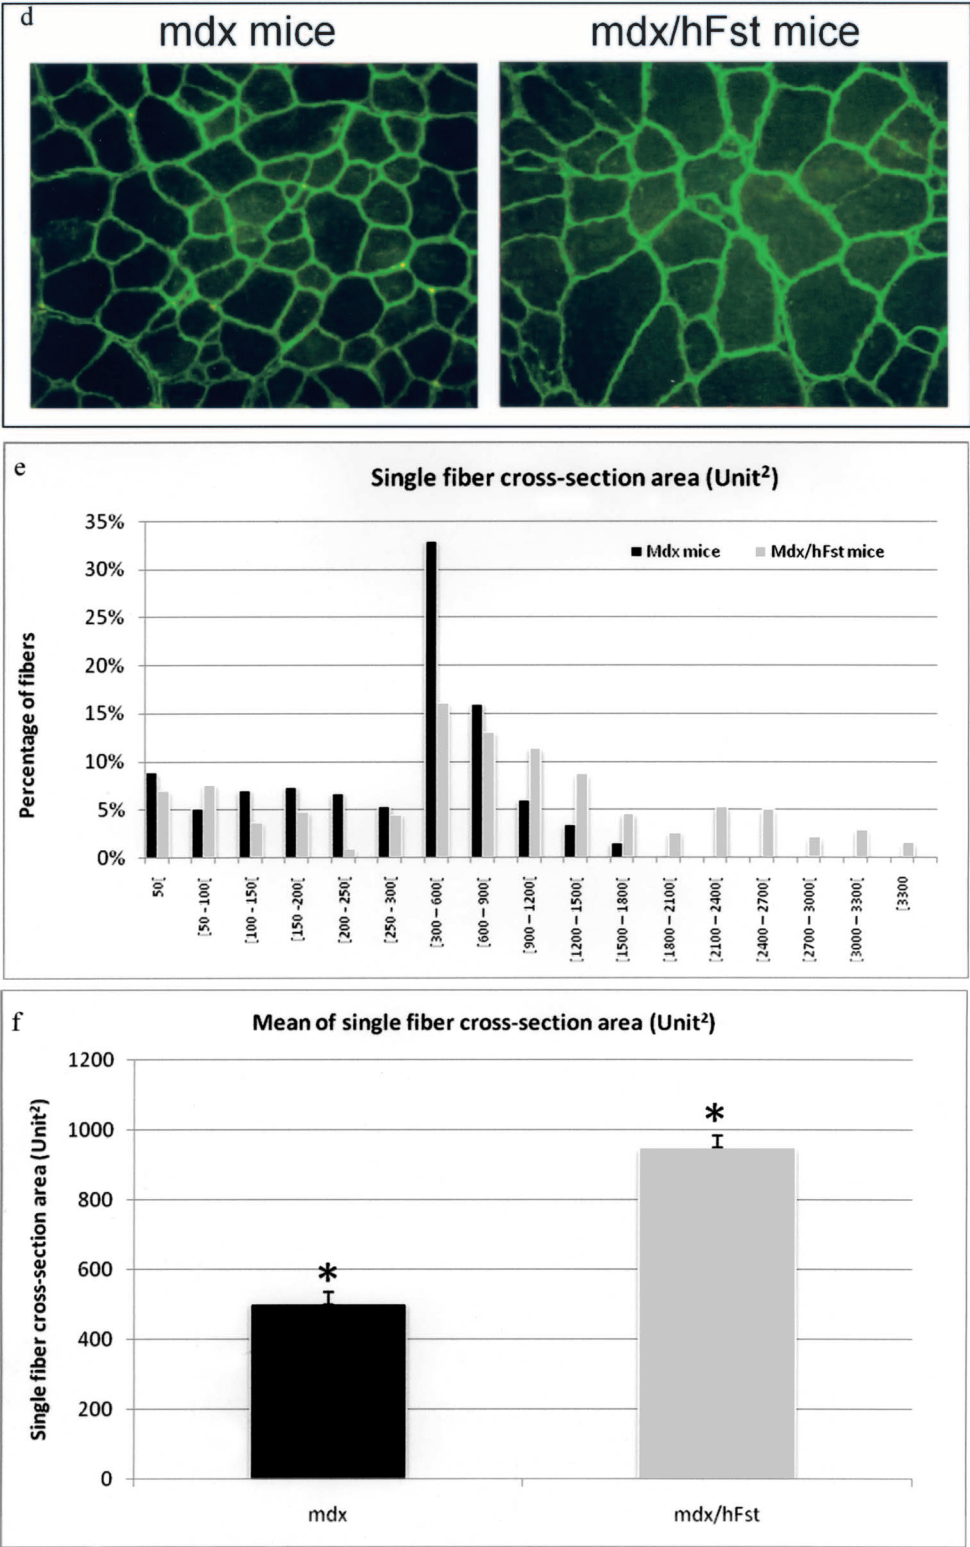 d
mdx mice
mdx/hFst mice
e
Single fiber cross-section area (Unit²)
35%
30%
25%
20%
15%
10%
5%
0%
Percentage of fibers
Mdx mice
Mdx/hFst mice
50[
[50 -100[
[100 - 150[
[150 -200[
[200 - 250[
[250 - 300[
[300 – 600[
[600 – 900[
[900 – 1200[
[1200 – 1500[
[1500 – 1800[
[1800 – 2100[
[2100 – 2400[
[2400 – 2700[
[2700 – 3000[
[3000 – 3300[
[3300
f
Mean of single fiber cross-section area (Unit²)
1200
1000
800
600
400
200
0
Single fiber cross-section area (Unit²)
*
*
mdx
mdx/hFst